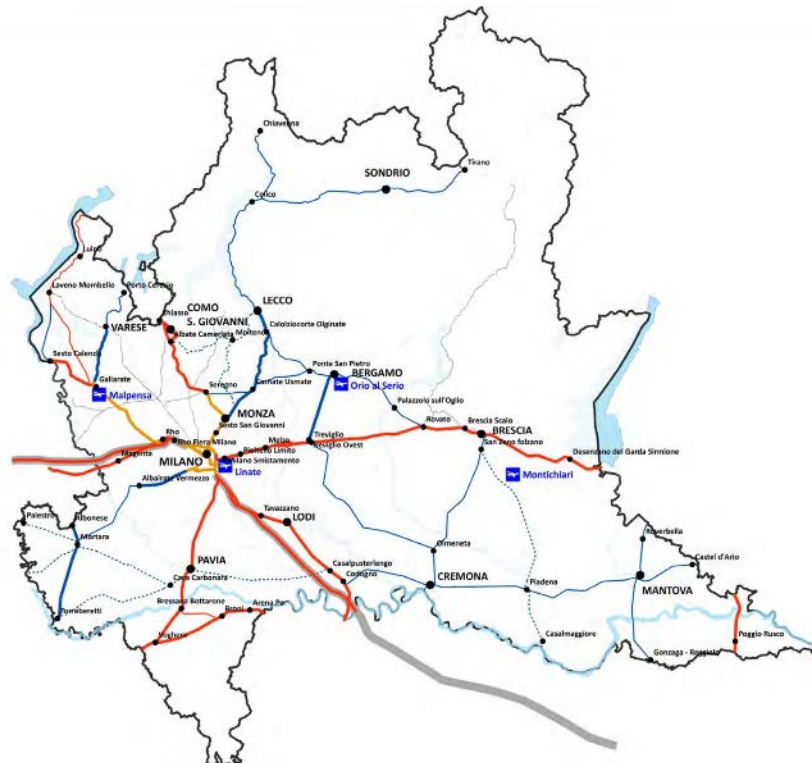 Chiavenna
Tirano
SONDRIO
Colico
Luino
Laveno Mombello
Porto Ceresio
COMO
S. GIOVANNI
LECCO
Chiasso
VARESE
Albate Camerlata
Molteno
Calolziocorte Olginate
Sesto Calende
Ponte San Pietro
BERGAMO
Gallarate
Seregno
Carnate Usmate
Orio al Serio
Malpensa
Palazzolo sull'Oglio
MONZA
Sesto San Giovanni
Rovato
Brescia Scalo
BRESCIA
Rho
Rho Fiera Milano
Melzo
Treviglio
Treviglio Ovest
San Zeno folzano
Magenta
MILANO
Pioltello Limito
Milano Smistamento
Desenzano del Garda Sirmione
Linate
Montichiari
Albairate Vermezzo
Palestro
Albonese
Tavazzano
LODI
Mortara
Roverbella
Olmeneta
Castel d'Ario
PAVIA
Casalpusterlengo
Cava Carbonara
Codogno
CREMONA
Piadena
MANTOVA
Bressana Bottarone
Arena Po
Torreberetti
Broni
Voghera
Casalmaggiore
Poggio Rusco
Gonzaga - Reggiolo